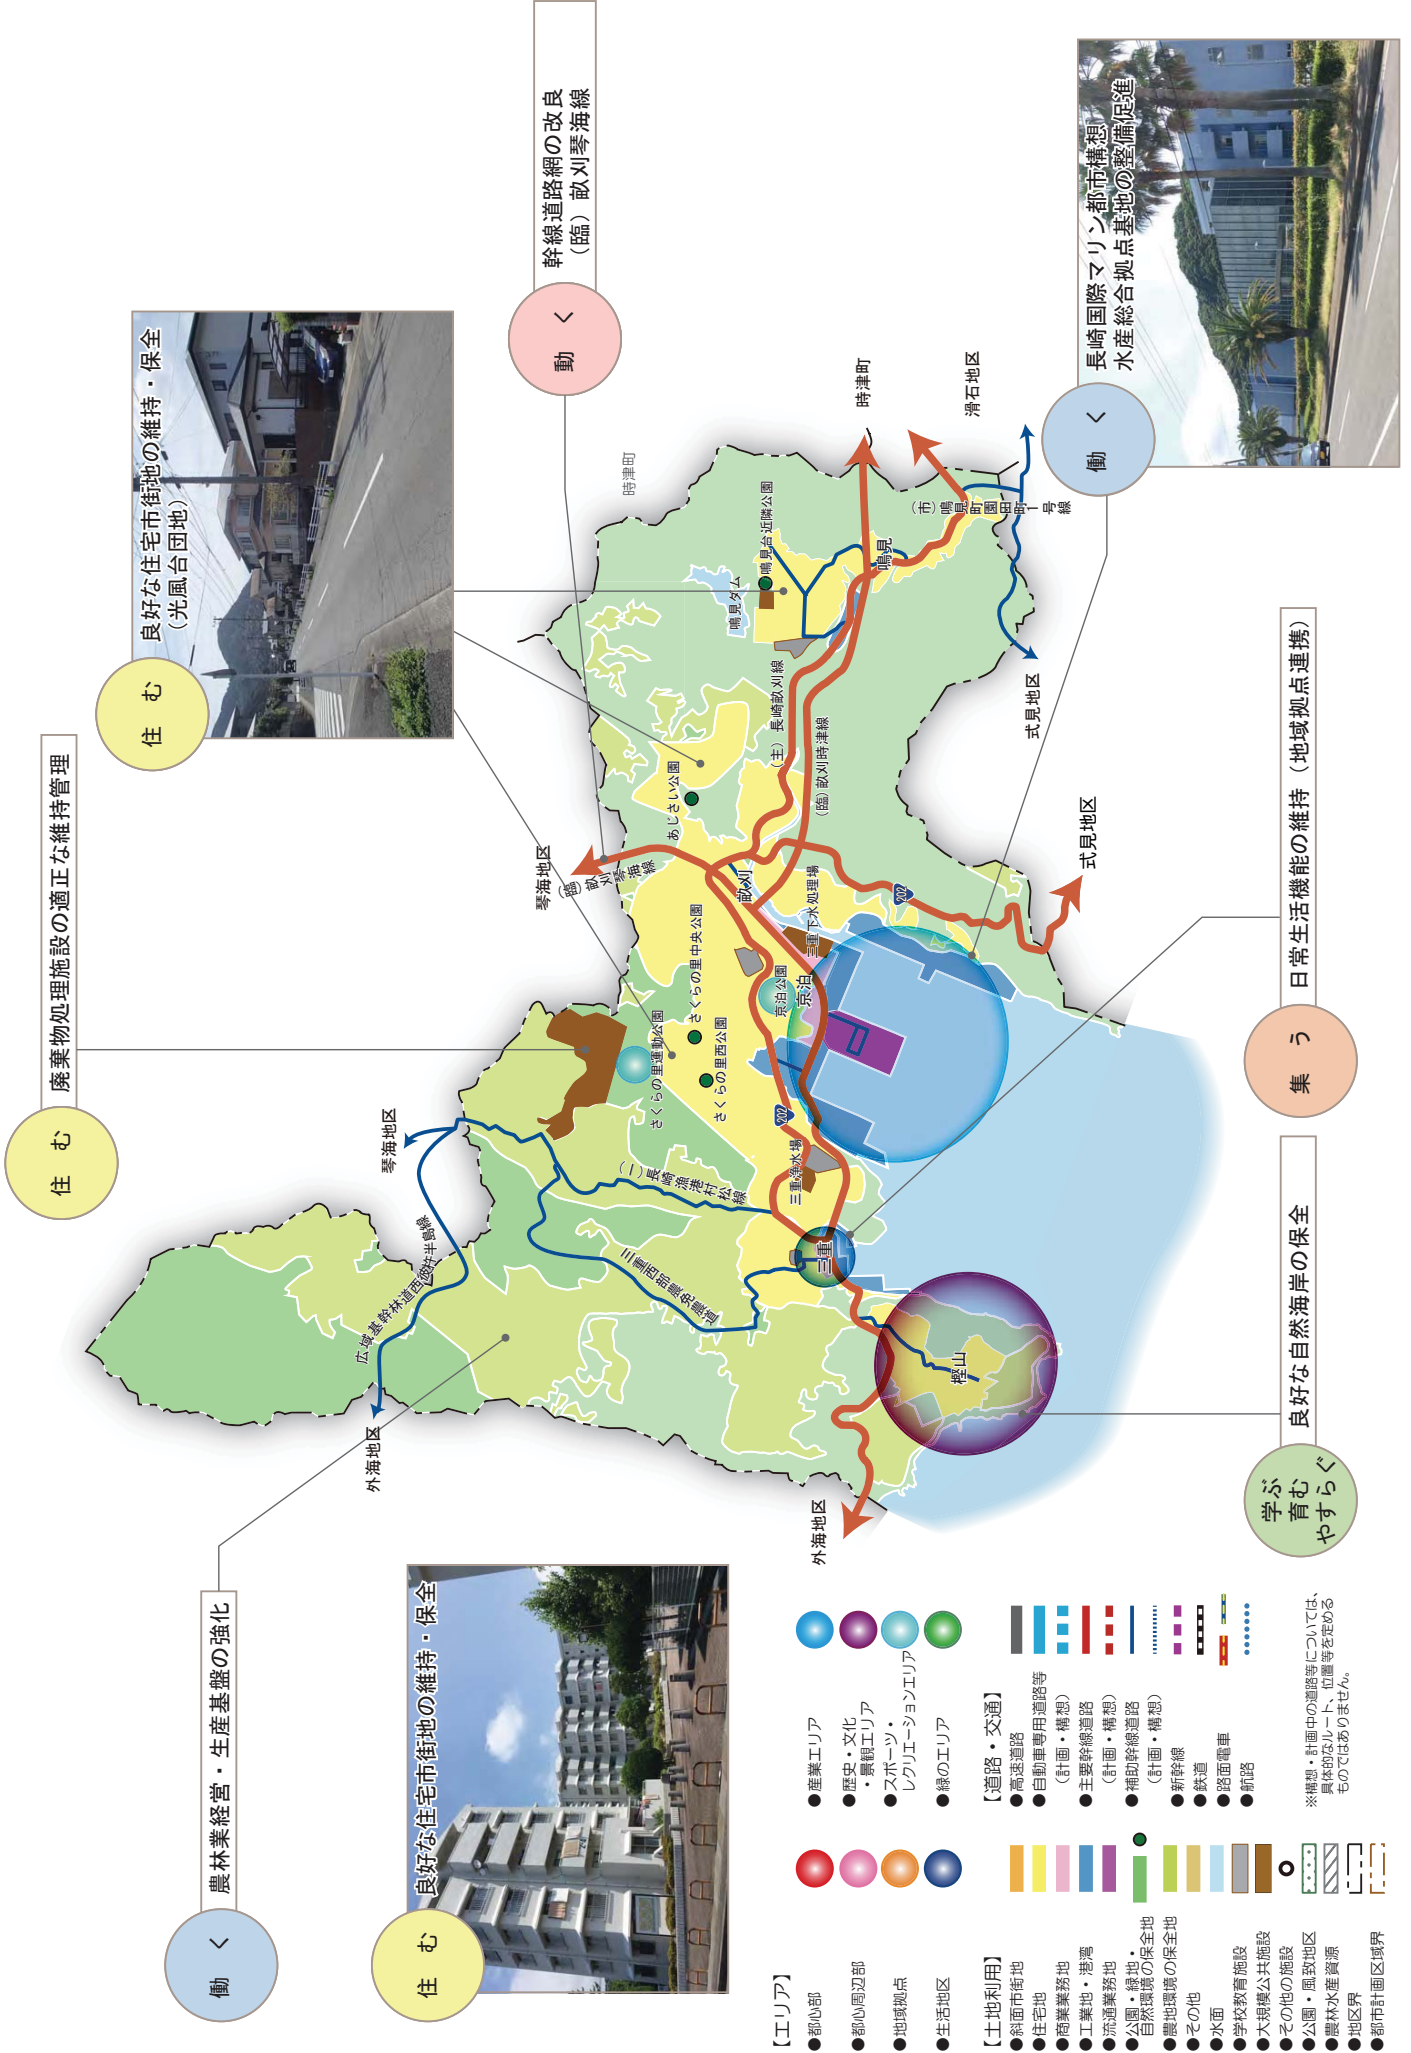 農林業経営・生産基盤の強化
働 く
廃棄物処理施設の適正な維持管理
住 む
良好な住宅市街地の維持・保全
（光風台団地）
住 む
幹線道路網の改良
（臨）畝刈琴海線
動 く
長崎国際マリン都市構想
水産総合拠点基地の整備促進
働 く
良好な住宅市街地の維持・保全
住 む
良好な自然海岸の保全
学ぶ
育む
やすらぐ
日常生活機能の維持（地域拠点連携）
集 う
外海地区
琴海地区
広域基幹林道西彼杵半島線
（一）長崎漁港村松線
三重西部農免農道
琴海地区
（臨）畝刈琴海線
時津町
時津町
滑石地区
式見地区
式見地区
外海地区
さくらの里運動公園
さくらの里中央公園
さくらの里西公園
あじさい公園
鳴見台近隣公園
鳴見ダム
鳴見
（市）鳴見町園田町1号線
（主）長崎畝刈線
（臨）畝刈時津線
畝刈
三重下水処理場
京泊公園
京泊
202
202
三重浄水場
三重
樫山
【エリア】
●都心部
●都心周辺部
●地域拠点
●生活地区
●産業エリア
●歴史・文化
・景観エリア
●スポーツ・
レクリエーションエリア
●緑のエリア
【土地利用】
●斜面市街地
●住宅地
●商業業務地
●工業地・港湾
●流通業務地
●公園・緑地・
自然環境の保全地
●農地環境の保全地
●その他
●水面
●学校教育施設
●大規模公共施設
●その他の施設
●公園・風致地区
●農林水産資源
●地区界
●都市計画区域界
【道路・交通】
●高速道路
●自動車専用道路等
（計画・構想）
●主要幹線道路
（計画・構想）
●補助幹線道路
（計画・構想）
●新幹線
●鉄道
●路面電車
●航路
※構想・計画中の道路等については、
具体的なルート、位置等を定める
ものではありません。